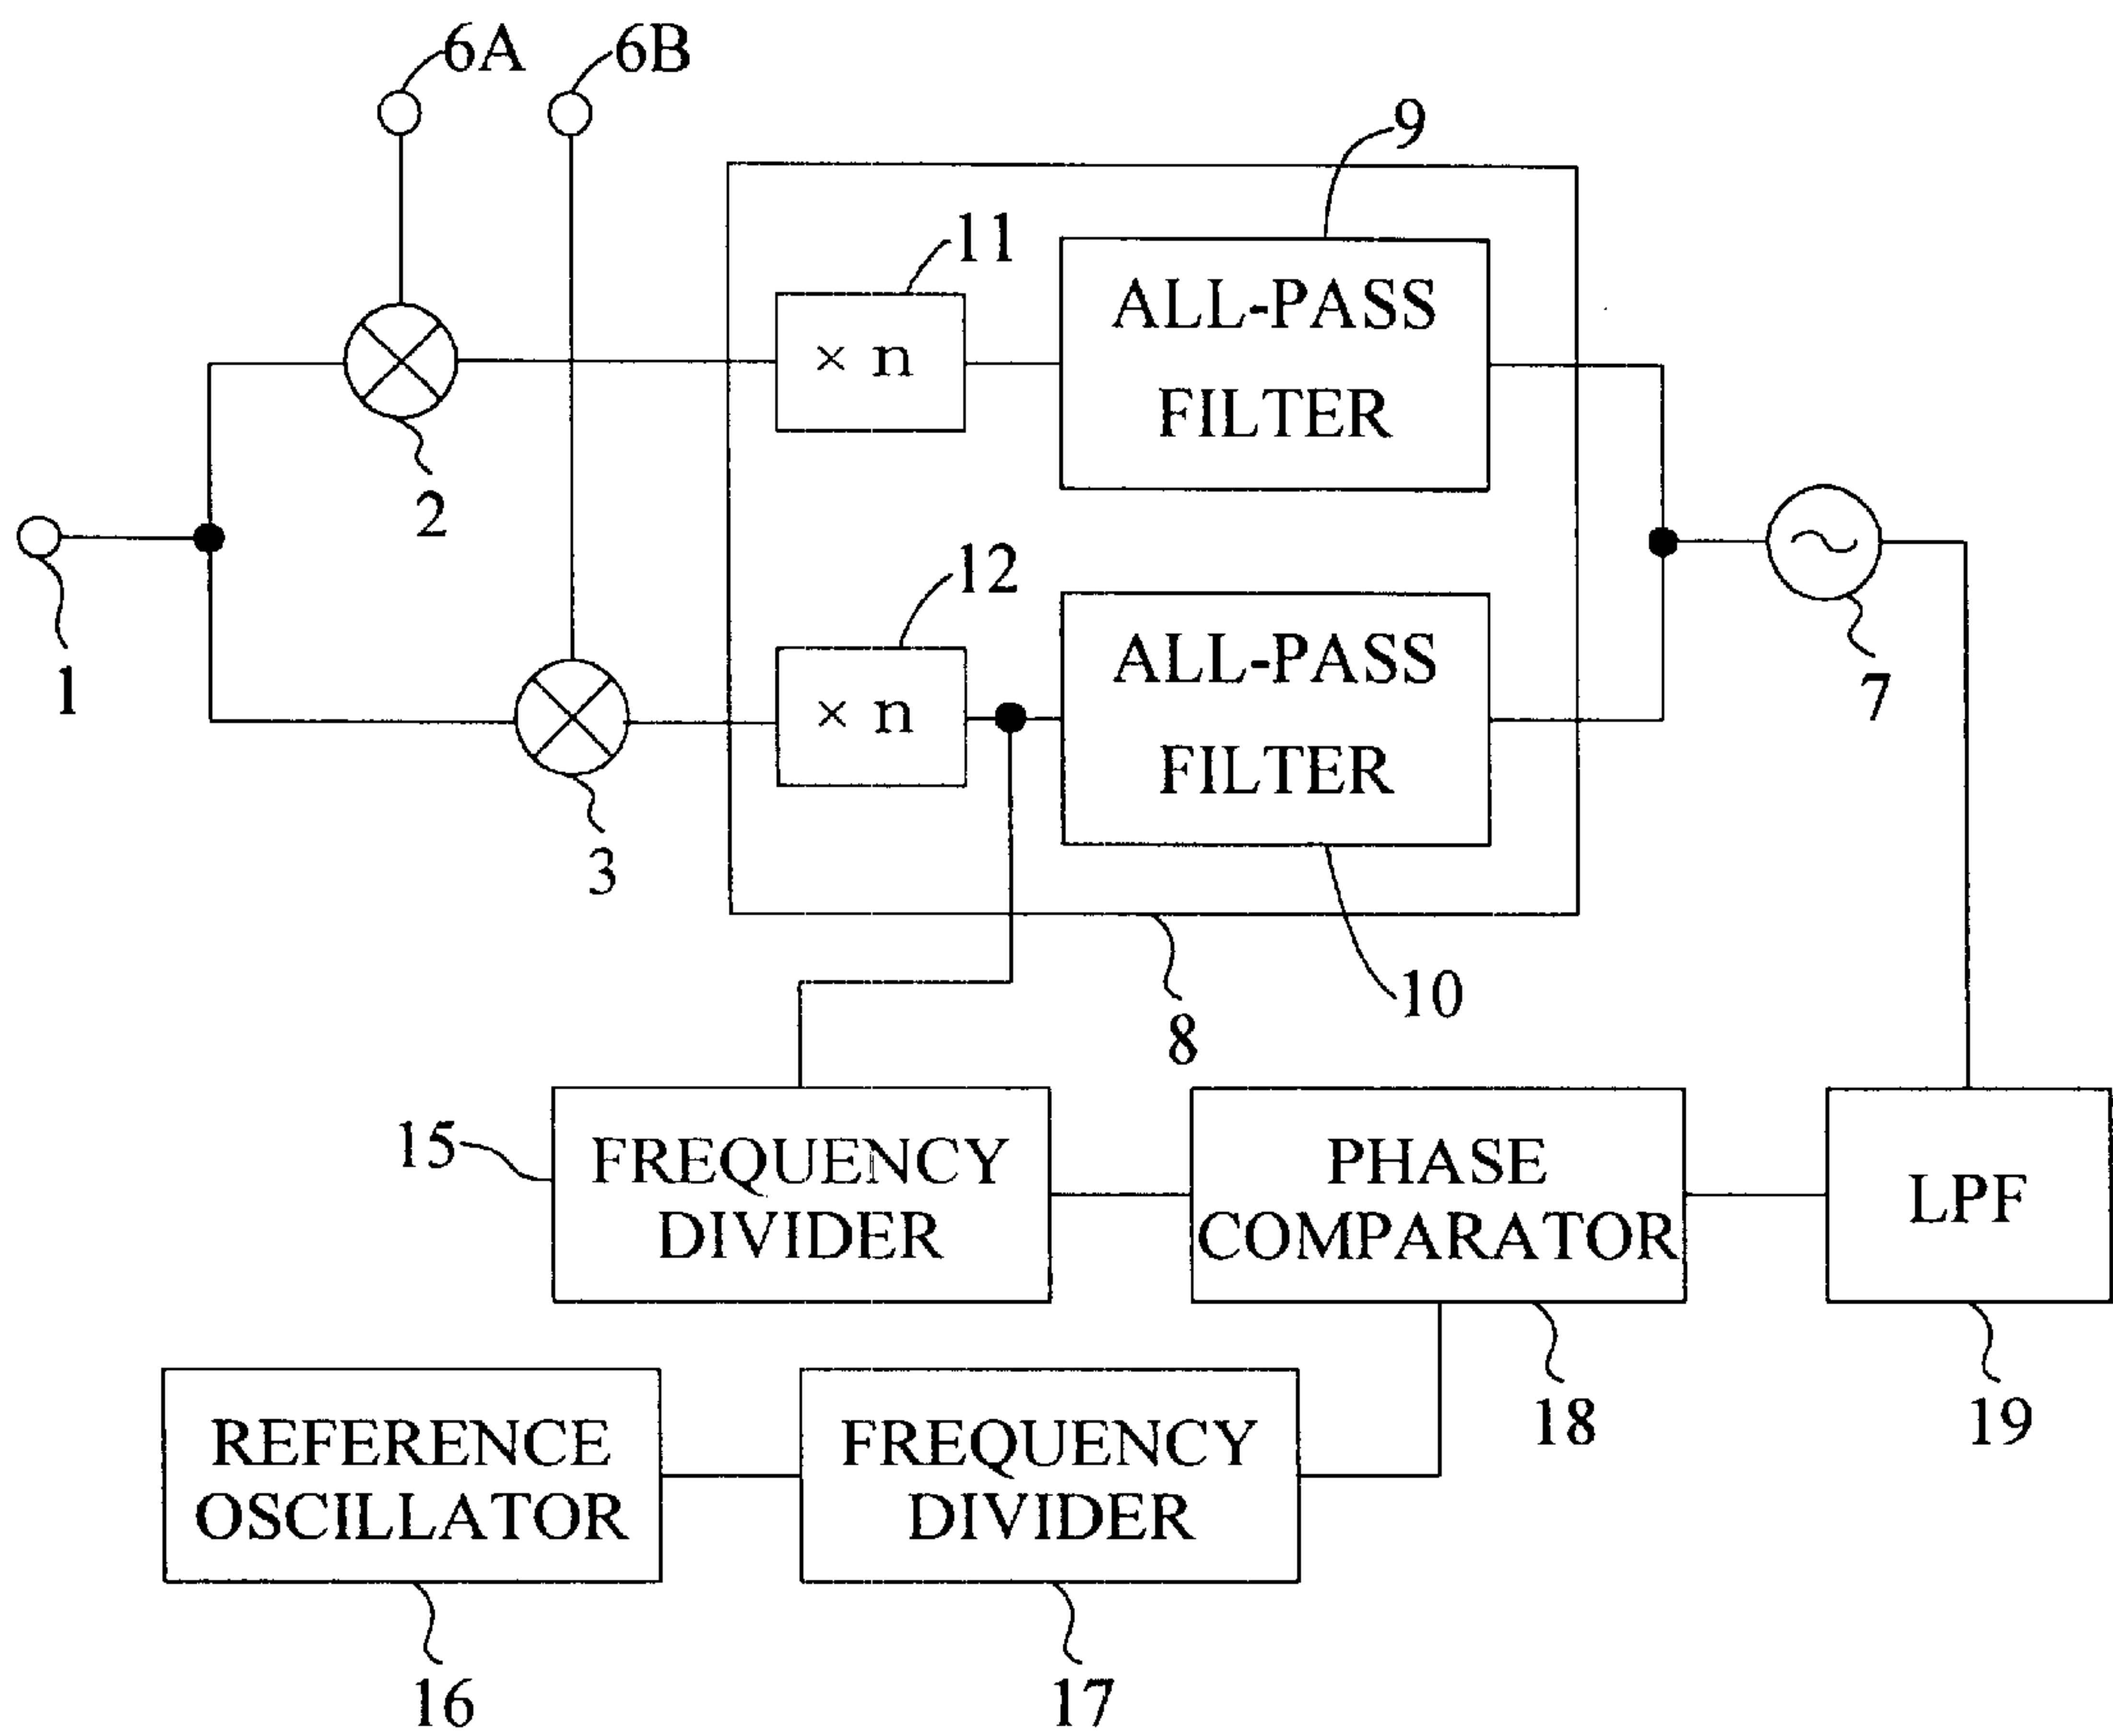 6A
6B
9
11
ALL-PASS
FILTER
× n
2
12
ALL-PASS
FILTER
× n
1
7
3
10
8
15
FREQUENCY
DIVIDER
PHASE
COMPARATOR
LPF
18
19
REFERENCE
OSCILLATOR
FREQUENCY
DIVIDER
16
17